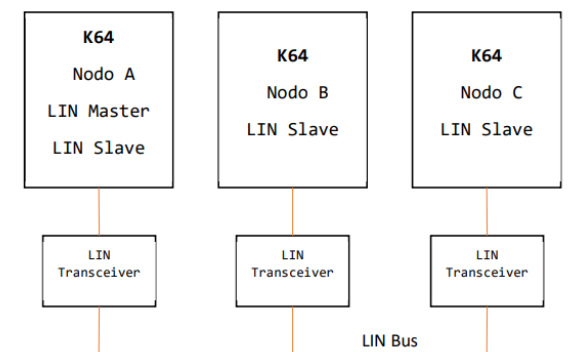 K64
Nodo A
LIN Master
LIN Slave
K64
Nodo B
LIN Slave
K64
Nodo C
LIN Slave
LIN
Transceiver
LIN
Transceiver
LIN
Transceiver
LIN Bus